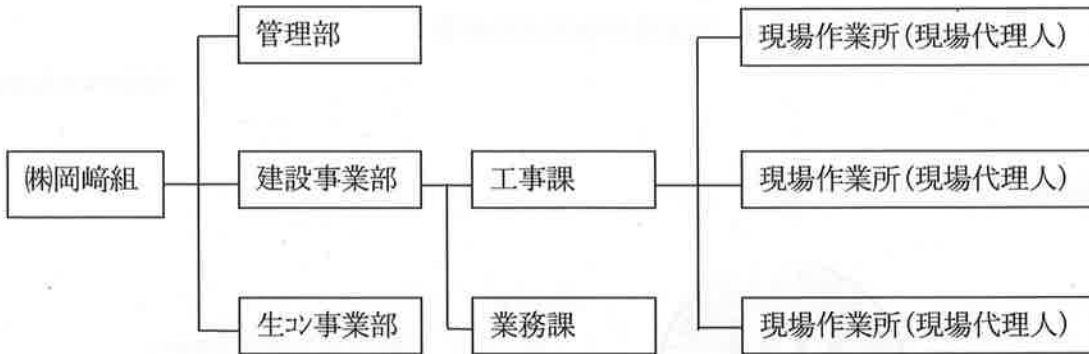 管理部
現場作業所(現場代理人)
㈱岡﨑組
建設事業部
工事課
現場作業所(現場代理人)
生ｺﾝ事業部
業務課
現場作業所(現場代理人)